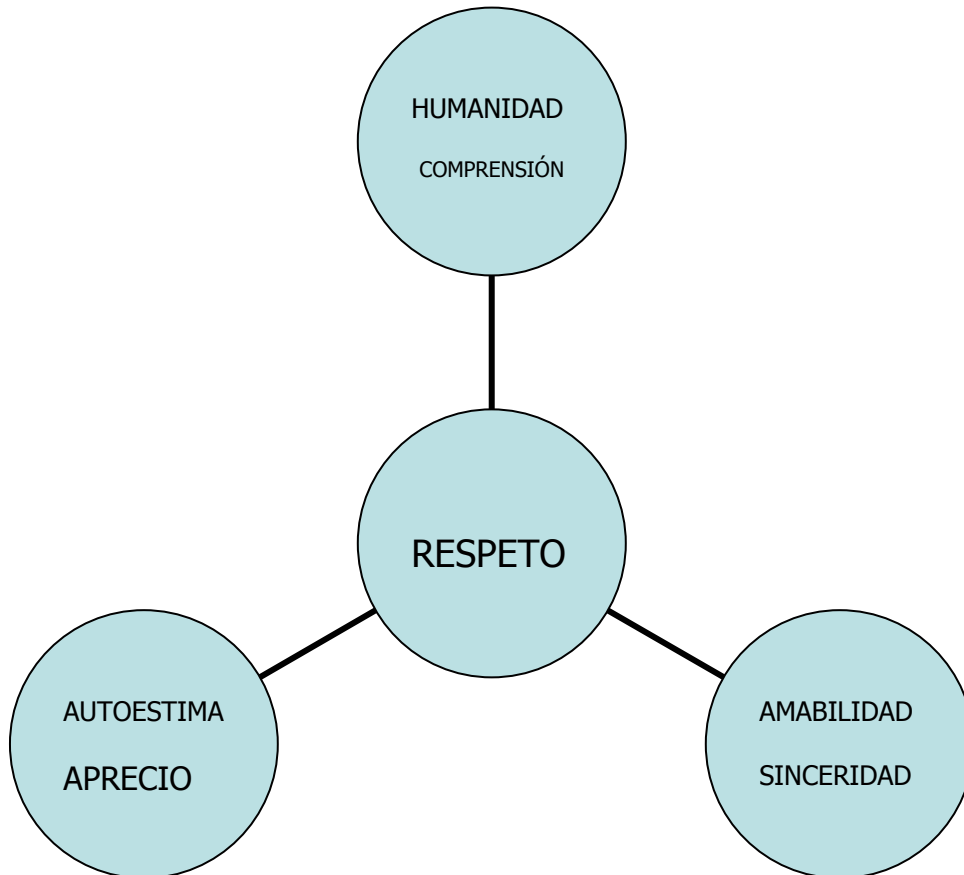 HUMANIDAD
COMPRENSIÓN
RESPETO
AUTOESTIMA
APRECIO
AMABILIDAD
SINCERIDAD